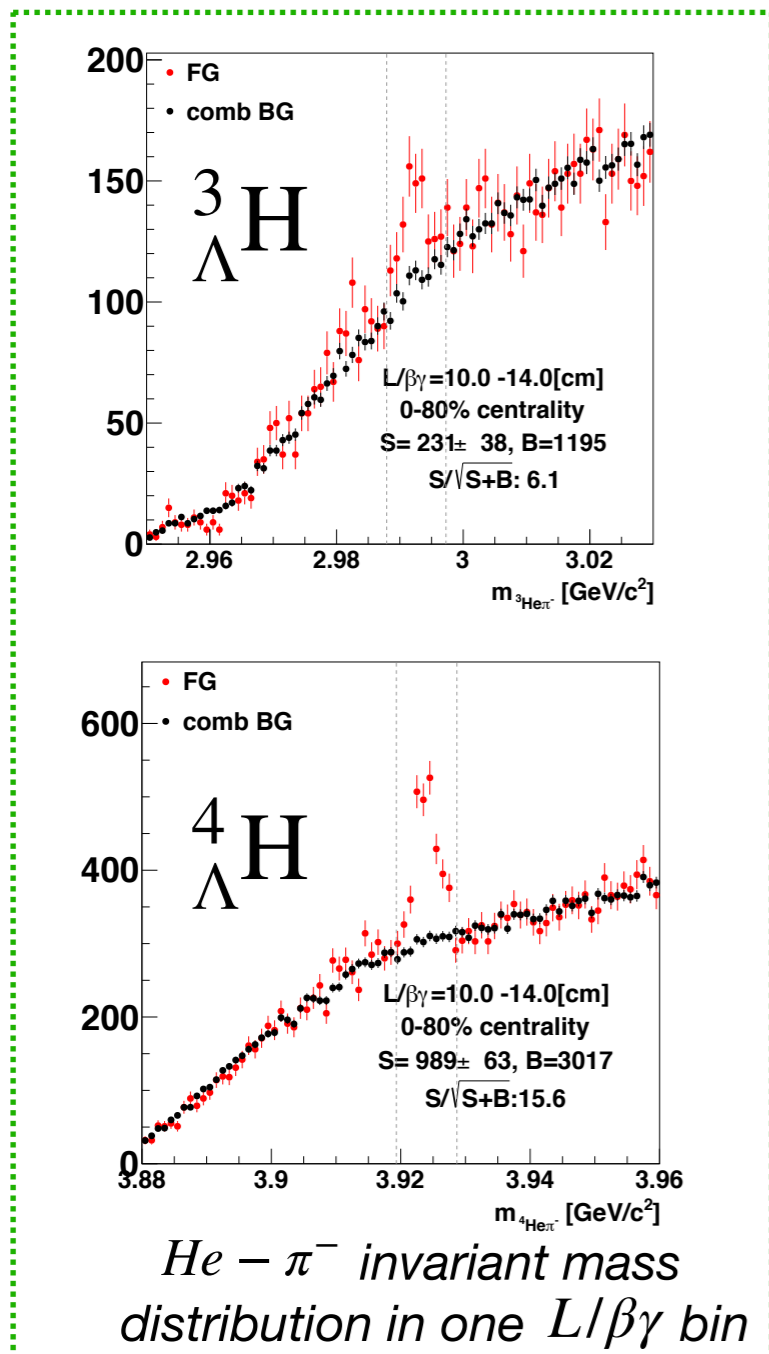 200
FG
comb BG
150
³ΛH
100
L/βγ=10.0 -14.0[cm]
0-80% centrality
50
S= 231± 38, B=1195
S/√S+B: 6.1
0
2.96 2.98 3 3.02
m³Heπ- [GeV/c²]
FG
comb BG
600
⁴ΛH
400
L/βγ=10.0 -14.0[cm]
200
0-80% centrality
S= 989± 63, B=3017
S/√S+B:15.6
0
3.88 3.9 3.92 3.94 3.96
m⁴Heπ- [GeV/c²]
He − π⁻ invariant mass
distribution in one L/βγ bin